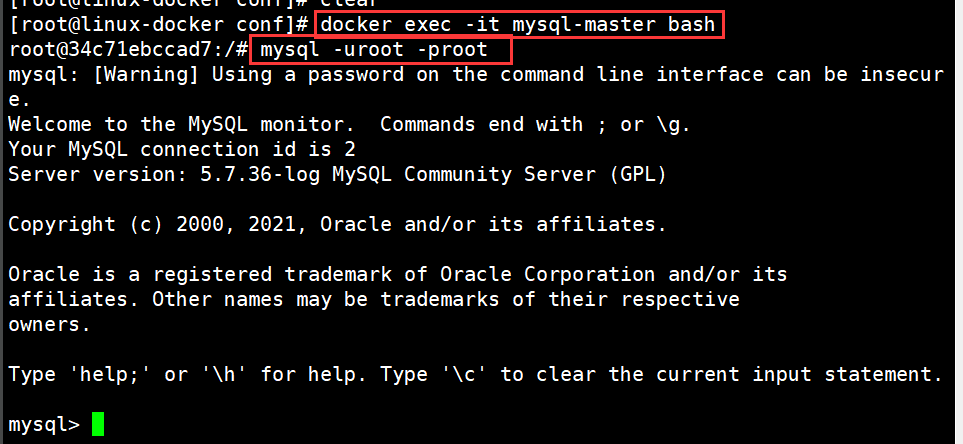 [root@linux-docker conf]# clear
[root@linux-docker conf]# docker exec -it mysql-master bash
root@34c71ebccad7:/# mysql -uroot -proot
mysql: [Warning] Using a password on the command line interface can be insecur
e.
Welcome to the MySQL monitor.  Commands end with ; or \g.
Your MySQL connection id is 2
Server version: 5.7.36-log MySQL Community Server (GPL)
Copyright (c) 2000, 2021, Oracle and/or its affiliates.
Oracle is a registered trademark of Oracle Corporation and/or its
affiliates. Other names may be trademarks of their respective
owners.
Type 'help;' or '\h' for help. Type '\c' to clear the current input statement.
mysql>